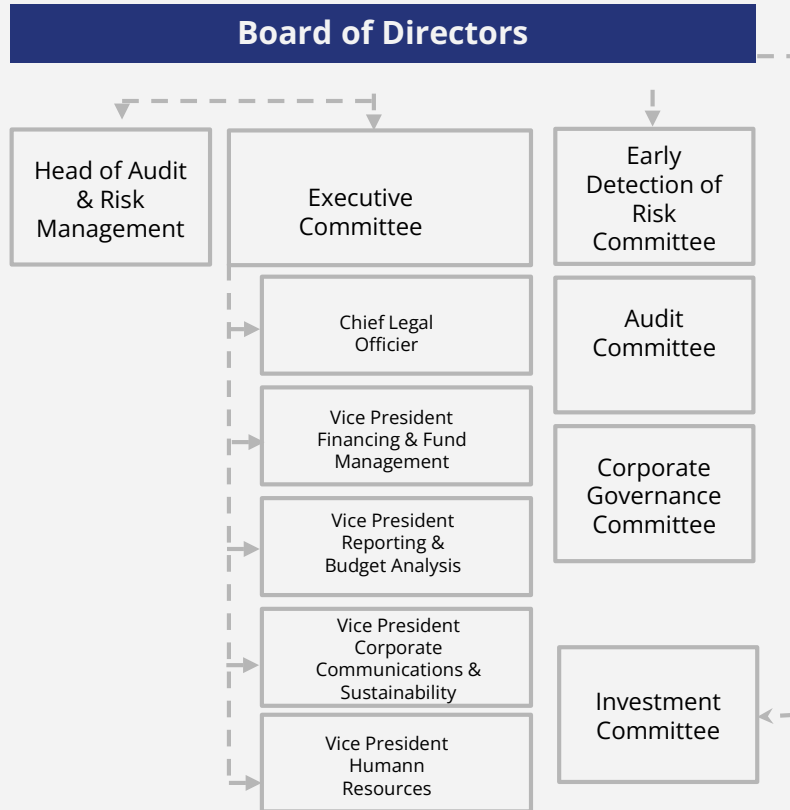 Board of Directors
Head of Audit
& Risk
Management
Executive
Committee
Early
Detection of
Risk
Committee
Chief Legal
Officier
Audit
Committee
Vice President
Financing & Fund
Management
Corporate
Governance
Committee
Vice President
Reporting &
Budget Analysis
Vice President
Corporate
Communications &
Sustainability
Investment
Committee
Vice President
Humann
Resources